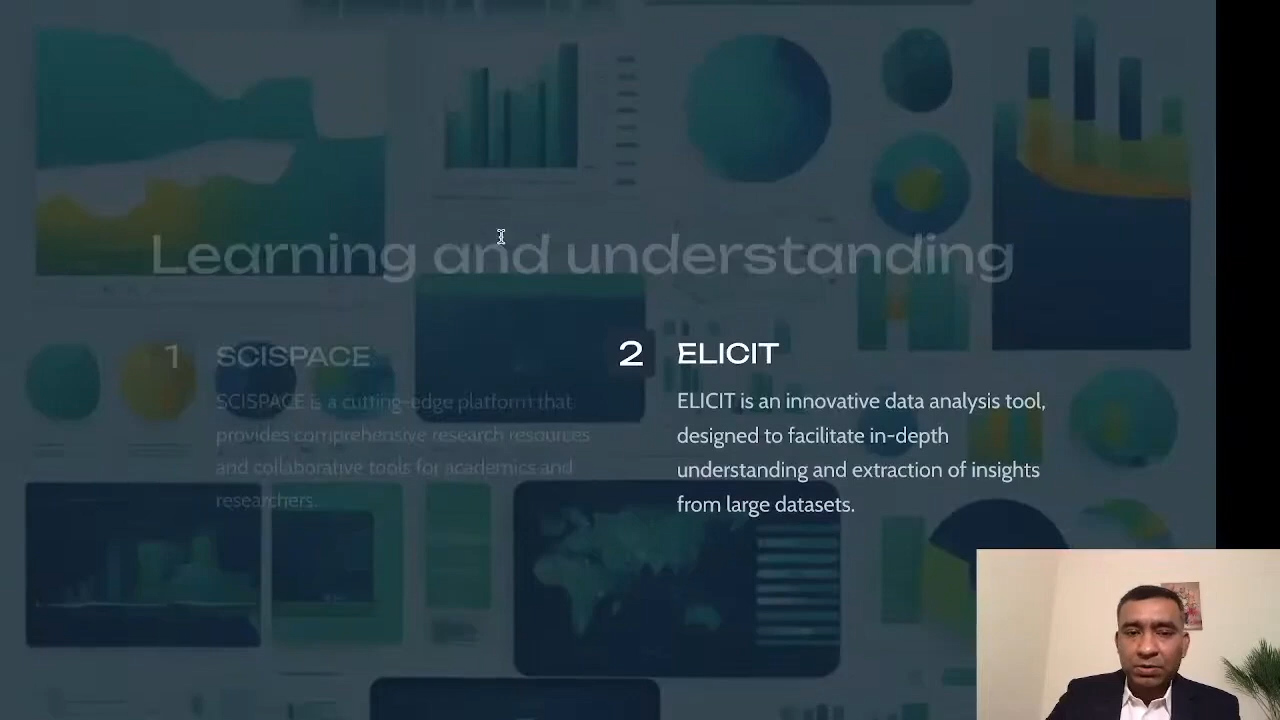 Learning and understanding
1 SCISPACE
SCISPACE is a cutting-edge platform that
provides comprehensive research resources
and collaborative tools for academics and
researchers.
2 ELICIT
ELICIT is an innovative data analysis tool,
designed to facilitate in-depth
understanding and extraction of insights
from large datasets.